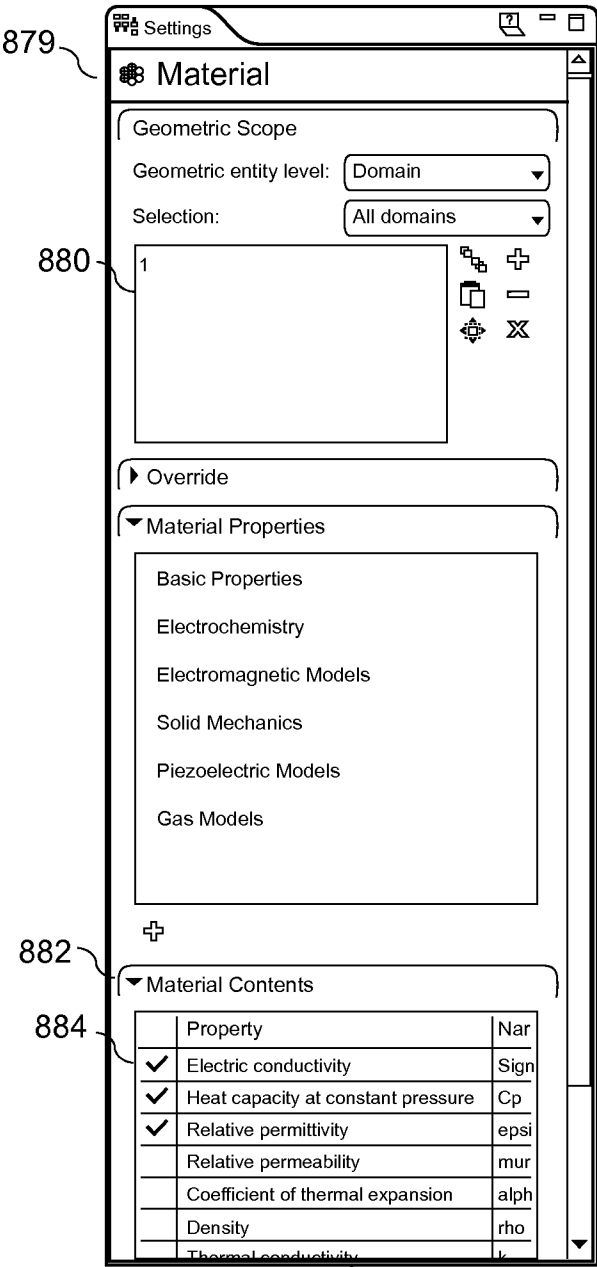 Settings
?
879
Material
Geometric Scope
Geometric entity level: Domain
Selection: All domains
880
1
Override
Material Properties
Basic Properties
Electrochemistry
Electromagnetic Models
Solid Mechanics
Piezoelectric Models
Gas Models
882
Material Contents
884
Property Nar
Electric conductivity Sign
Heat capacity at constant pressure Cp
Relative permittivity epsi
Relative permeability mur
Coefficient of thermal expansion alph
Density rho
Thermal conductivity k